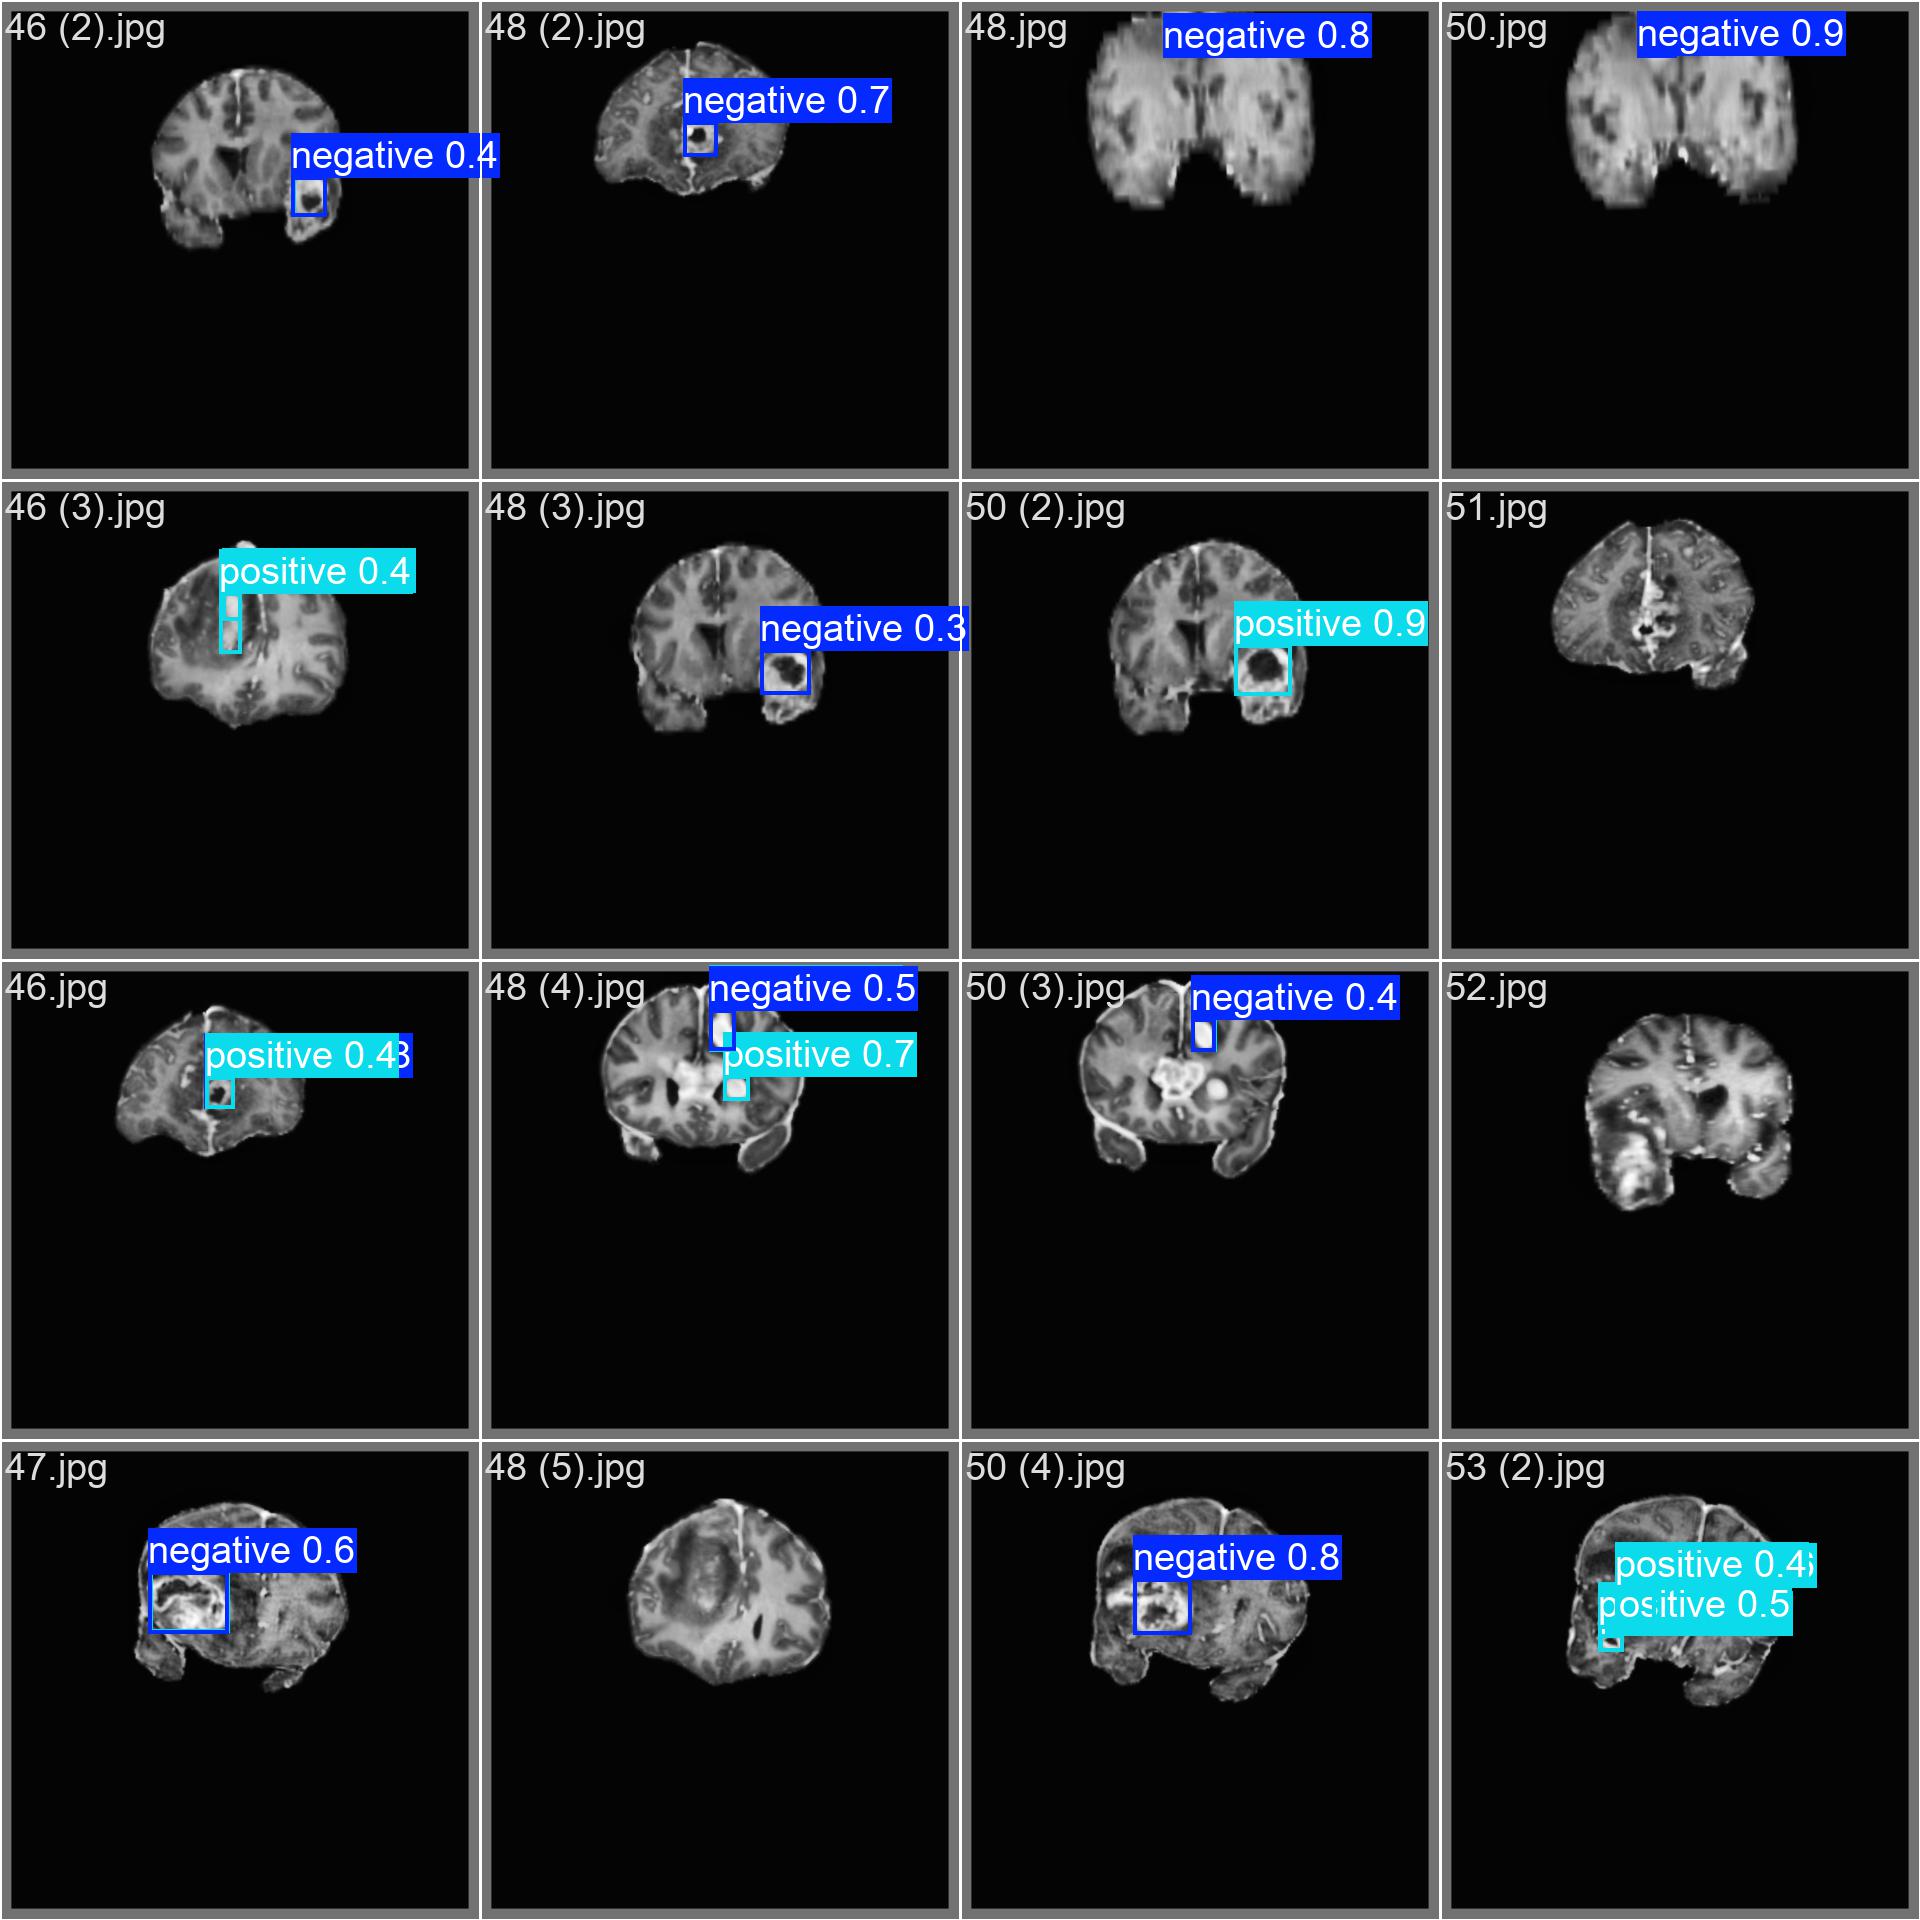 46 (2).jpg
negative 0.4
48 (2).jpg
negative 0.7
48.jpg
negative 0.8
50.jpg
negative 0.9
46 (3).jpg
positive 0.4
48 (3).jpg
negative 0.3
50 (2).jpg
positive 0.9
51.jpg
46.jpg
positive 0.4
48 (4).jpg
negative 0.5
positive 0.7
50 (3).jpg
negative 0.4
52.jpg
47.jpg
negative 0.6
48 (5).jpg
50 (4).jpg
negative 0.8
53 (2).jpg
positive 0.4
positive 0.5